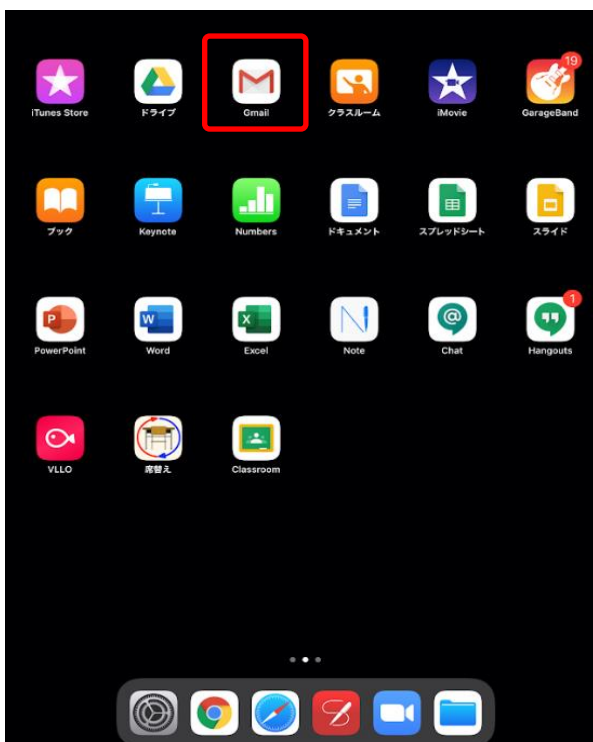 19
iTunes Store ドライブ Gmail クラスルーム iMovie GarageBand
ブック Keynote Numbers ドキュメント スプレッドシート スライド
1
P W X N
PowerPoint Word Excel Note Chat Hangouts
VLLO 席替え Classroom